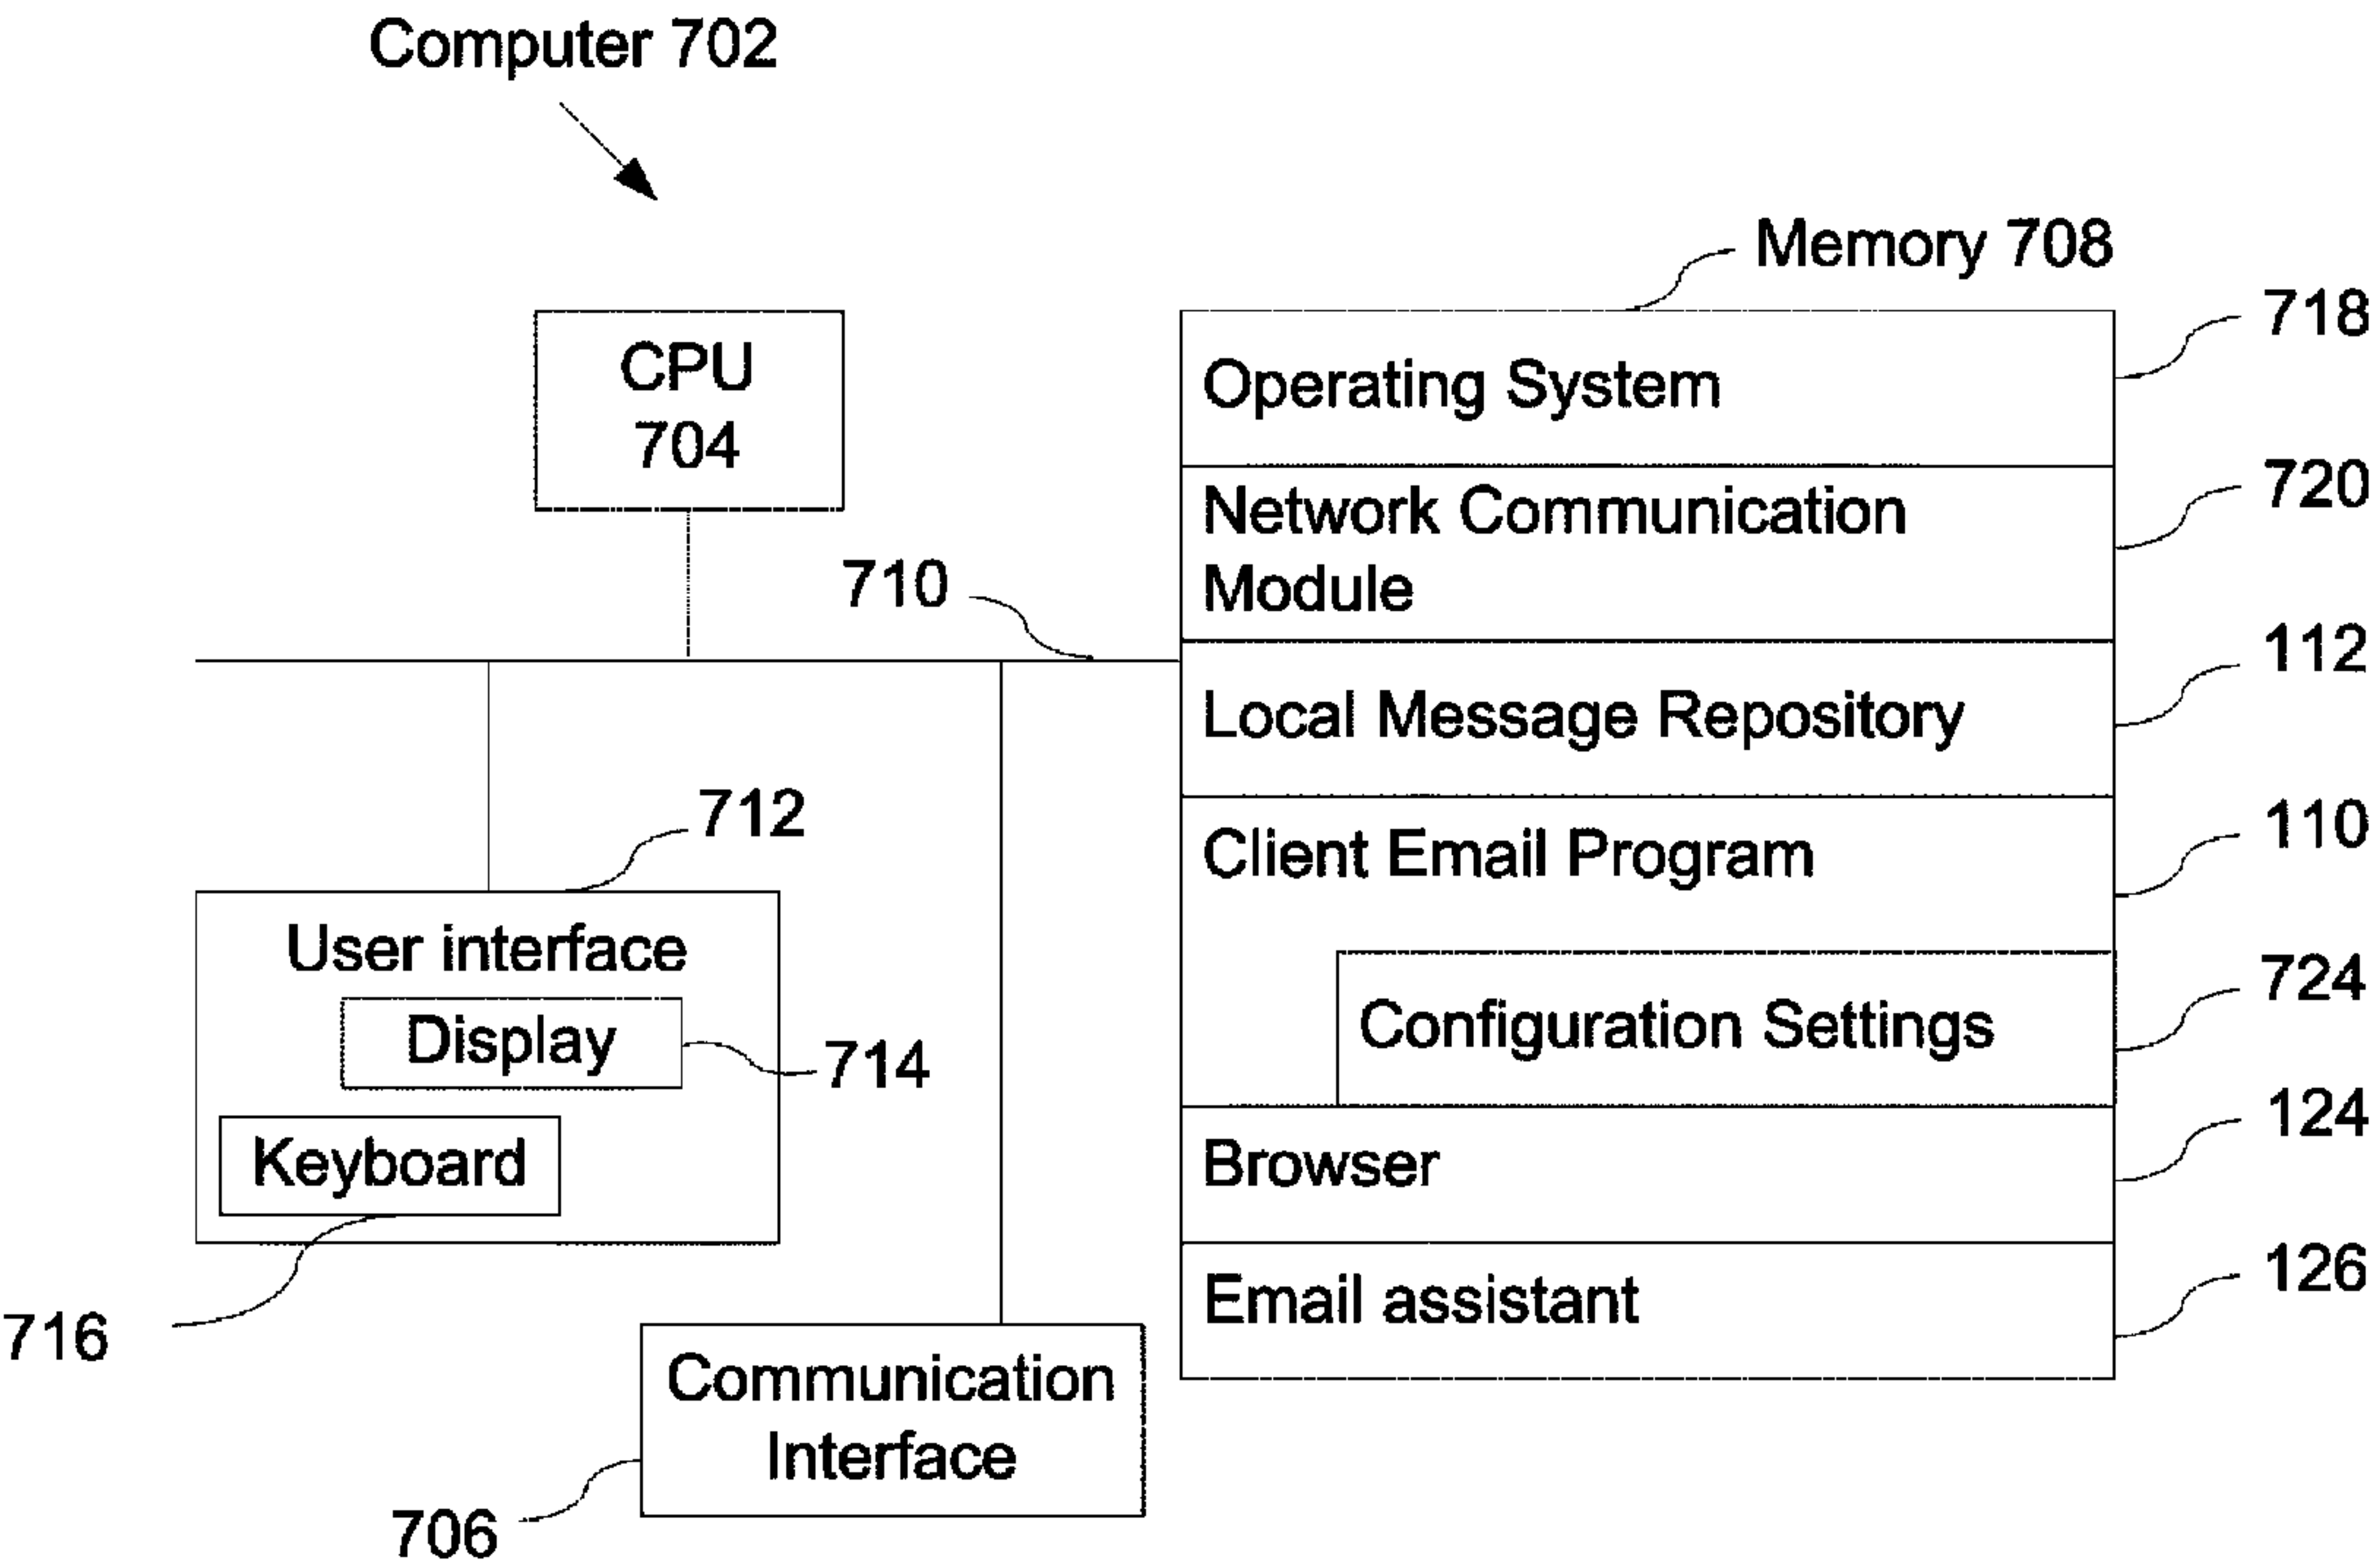 Computer 702
Memory 708
CPU
704
710
Operating System
718
Network Communication
Module
720
Local Message Repository
112
Client Email Program
110
Configuration Settings
724
Browser
124
Email assistant
126
712
User interface
Display
714
Keyboard
716
Communication
Interface
706